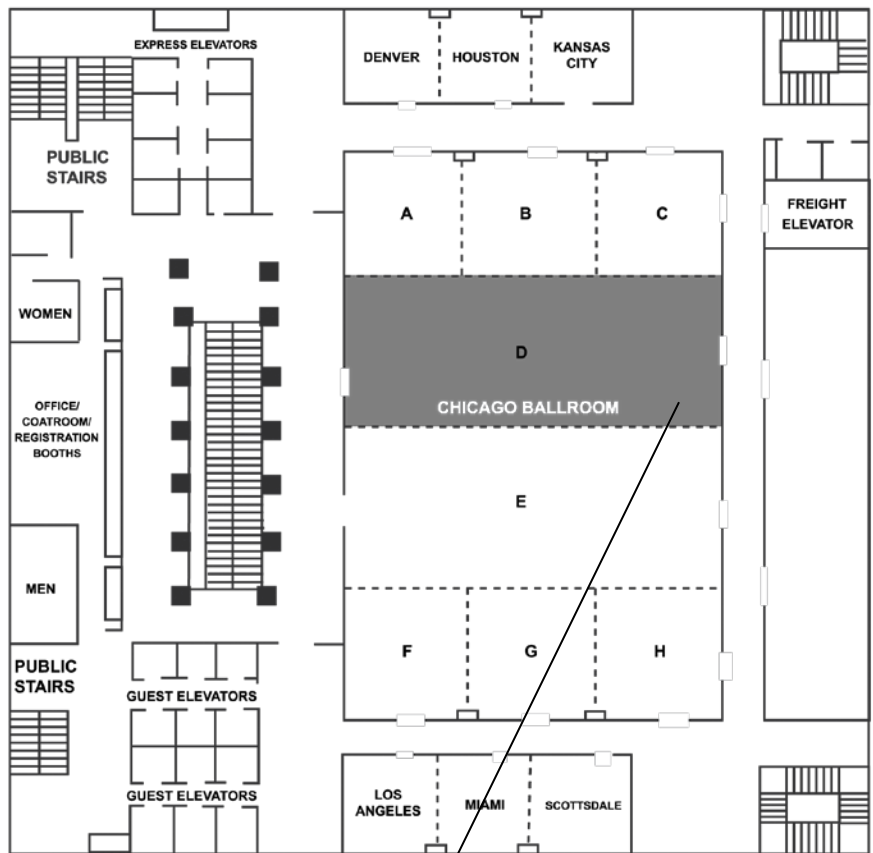 EXPRESS ELEVATORS
DENVER
HOUSTON
KANSAS
CITY
PUBLIC
STAIRS
A
B
C
FREIGHT
ELEVATOR
WOMEN
D
CHICAGO BALLROOM
OFFICE/
COATROOM/
REGISTRATION
BOOTHS
E
MEN
F
G
H
PUBLIC
STAIRS
GUEST ELEVATORS
GUEST ELEVATORS
LOS
ANGELES
MIAMI
SCOTTSDALE